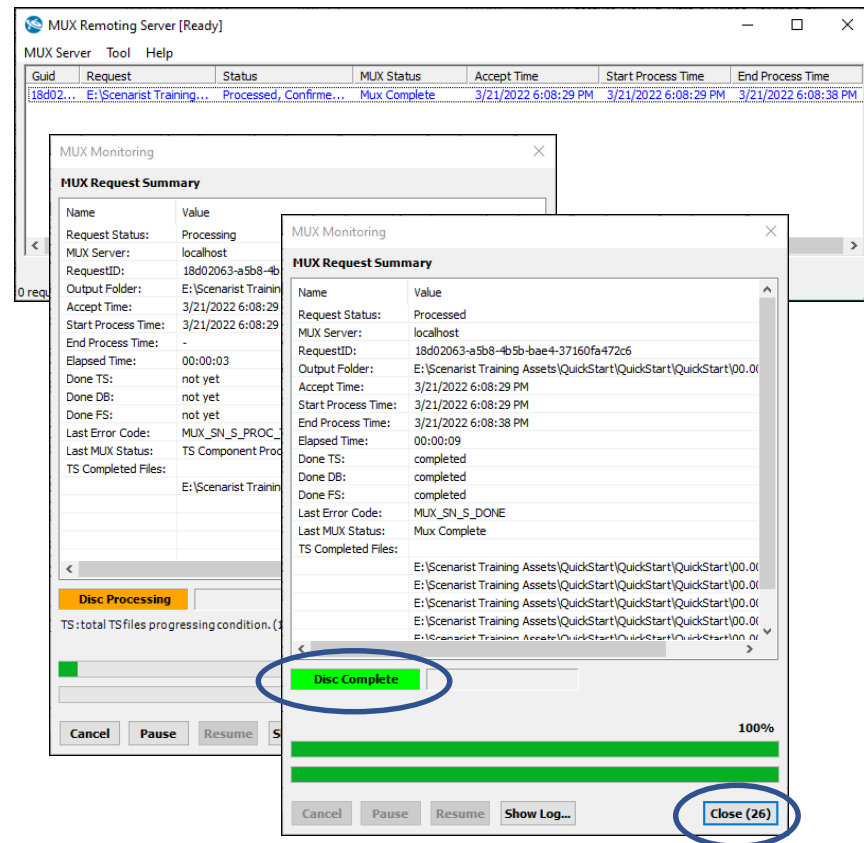 MUX Remoting Server [Ready]
MUX Server Tool Help
Guid Request Status MUX Status Accept Time Start Process Time End Process Time
18d02... E:\Scenarist Training... Processed, Confirme... Mux Complete 3/21/2022 6:08:29 PM 3/21/2022 6:08:29 PM 3/21/2022 6:08:38 PM
0 requ
MUX Monitoring
MUX Request Summary
Name Value
Request Status: Processing
MUX Server: localhost
RequestID: 18d02063-a5b8-4b
Output Folder: E:\Scenarist Trainin
Accept Time: 3/21/2022 6:08:29
Start Process Time: 3/21/2022 6:08:29
End Process Time: -
Elapsed Time: 00:00:03
Done TS: not yet
Done DB: not yet
Done FS: not yet
Last Error Code: MUX_SN_S_PROC_
Last MUX Status: TS Component Proc
TS Completed Files:
E:\Scenarist Trainin
Disc Processing
TS:total TSfiles progressing condition. (1
Cancel Pause Resume S
MUX Monitoring
MUX Request Summary
Name Value
Request Status: Processed
MUX Server: localhost
RequestID: 18d02063-a5b8-4b5b-bae4-37160fa472c6
Output Folder: E:\Scenarist Training Assets\QuickStart\QuickStart\QuickStart\00.00
Accept Time: 3/21/2022 6:08:29 PM
Start Process Time: 3/21/2022 6:08:29 PM
End Process Time: 3/21/2022 6:08:38 PM
Elapsed Time: 00:00:09
Done TS: completed
Done DB: completed
Done FS: completed
Last Error Code: MUX_SN_S_DONE
Last MUX Status: Mux Complete
TS Completed Files:
E:\Scenarist Training Assets\QuickStart\QuickStart\QuickStart\00.00
E:\Scenarist Training Assets\QuickStart\QuickStart\QuickStart\00.00
E:\Scenarist Training Assets\QuickStart\QuickStart\QuickStart\00.00
E:\Scenarist Training Assets\QuickStart\QuickStart\QuickStart\00.00
E:\Scenarist Training Assets\QuickStart\QuickStart\QuickStart\00.00
Disc Complete
100%
Cancel Pause Resume Show Log... Close (26)